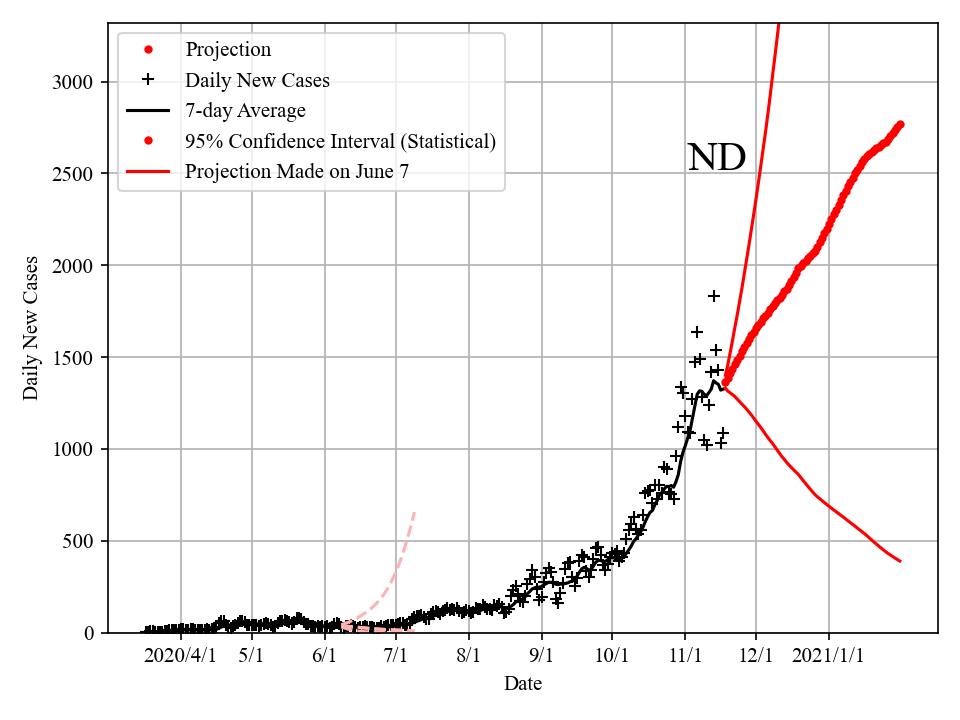 Projection
Daily New Cases
7-day Average
95% Confidence Interval (Statistical)
Projection Made on June 7
ND
3000
2500
2000
1500
1000
500
0
Daily New Cases
2020/4/1 5/1 6/1 7/1 8/1 9/1 10/1 11/1 12/1 2021/1/1
Date